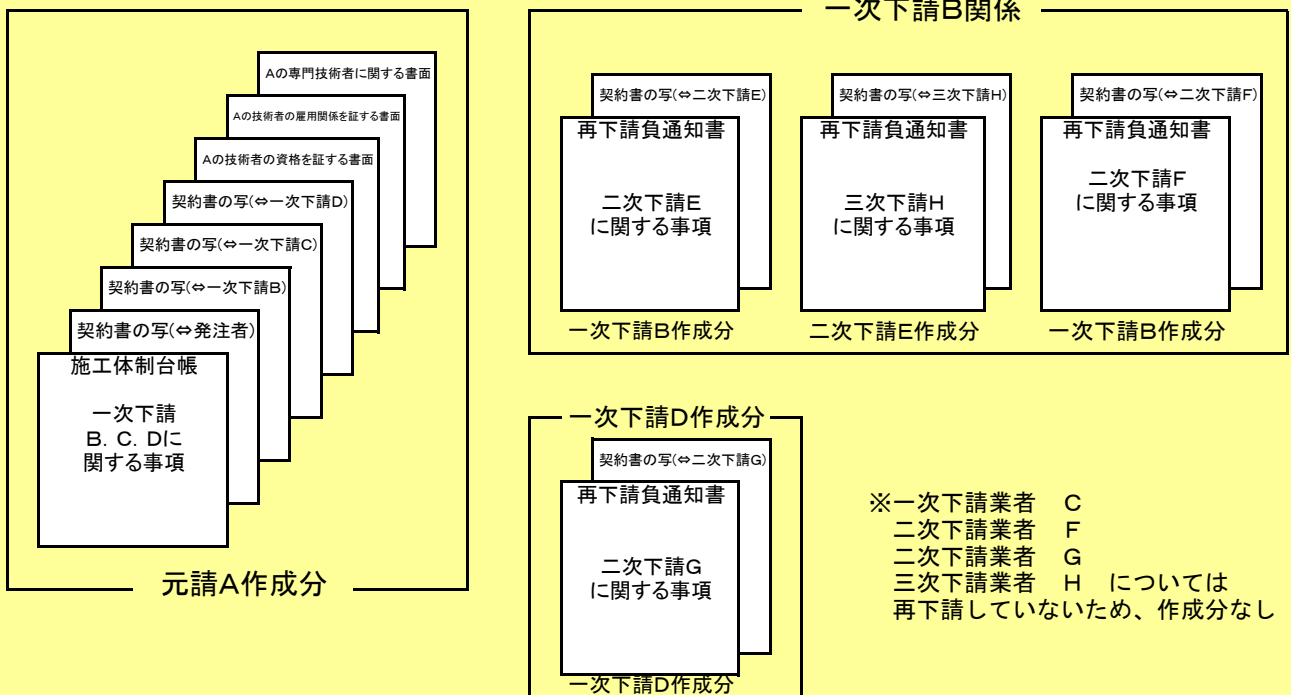 Aの専門技術者に関する書面
Aの技術者の雇用関係を証する書面
Aの技術者の資格を証する書面
契約書の写(⇔一次下請D)
契約書の写(⇔一次下請C)
契約書の写(⇔一次下請B)
契約書の写(⇔発注者)
施工体制台帳
一次下請
B．C．Dに
関する事項
元請A作成分
一次下請B関係
契約書の写(⇔二次下請E)
再下請負通知書
二次下請E
に関する事項
一次下請B作成分
契約書の写(⇔三次下請H)
再下請負通知書
三次下請H
に関する事項
二次下請E作成分
契約書の写(⇔二次下請F)
再下請負通知書
二次下請F
に関する事項
一次下請B作成分
一次下請D作成分
契約書の写(⇔二次下請G)
再下請負通知書
二次下請G
に関する事項
一次下請D作成分
※一次下請業者　C
二次下請業者　F
二次下請業者　G
三次下請業者　H　については
再下請していないため、作成分なし